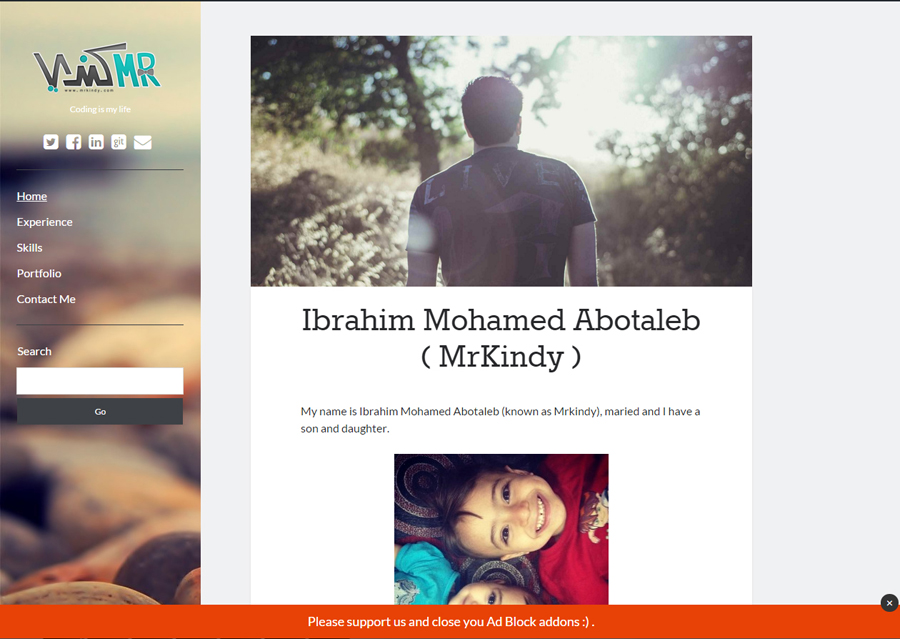 كندي MR
www.mrkindy.com
Coding is my life
git
Home
Experience
Skills
Portfolio
Contact Me
Search
Go
LIVE
Ibrahim Mohamed Abotaleb
( MrKindy )
My name is Ibrahim Mohamed Abotaleb (known as Mrkindy), maried and I have a
son and daughter.
Please support us and close you Ad Block addons :) .